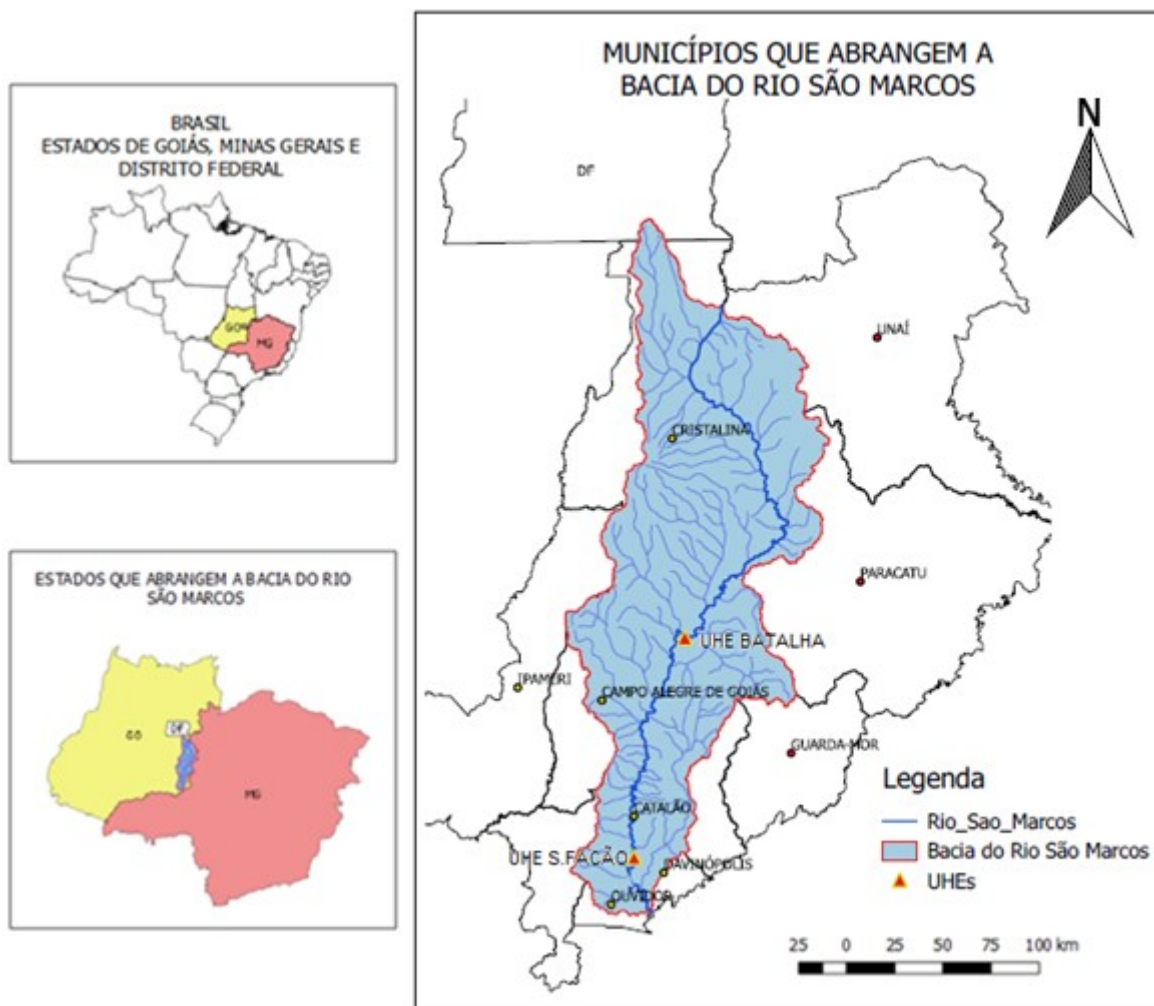 BRASIL
ESTADOS DE GOIÁS, MINAS GERAIS E
DISTRITO FEDERAL
MG
ESTADOS QUE ABRANGEM A BACIA DO RIO
SÃO MARCOS
GO
DF
MG
MUNICÍPIOS QUE ABRANGEM A
BACIA DO RIO SÃO MARCOS
N
DF
UNAÍ
CRISTALINA
PARACATU
UHE BATALHA
IPAMERI
CAMPO ALEGRE DE GOIÁS
GUARDA-MOR
CATALÃO
UHE S.FACÃO
DAVINÓPOLIS
OUVIDOR
Legenda
Rio_Sao_Marcos
Bacia do Rio São Marcos
UHEs
25 0 25 50 75 100 km